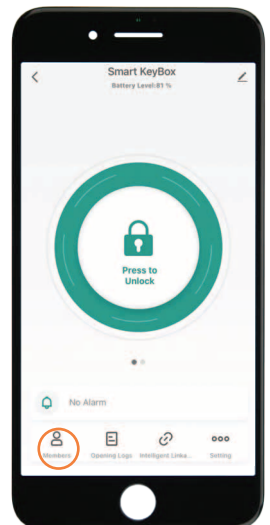 Smart KeyBox
Battery Level:81 %
Press to
Unlock
No Alarm
Members
Opening Logs
Intelligent Linka...
Setting